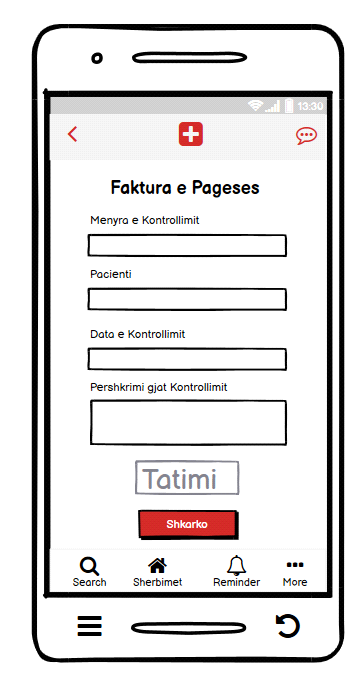 13:30
Faktura e Pageses
Menyra e Kontrollimit
Pacienti
Data e Kontrollimit
Pershkrimi gjat Kontrollimit
Tatimi
Shkarko
Search Sherbimet Reminder More